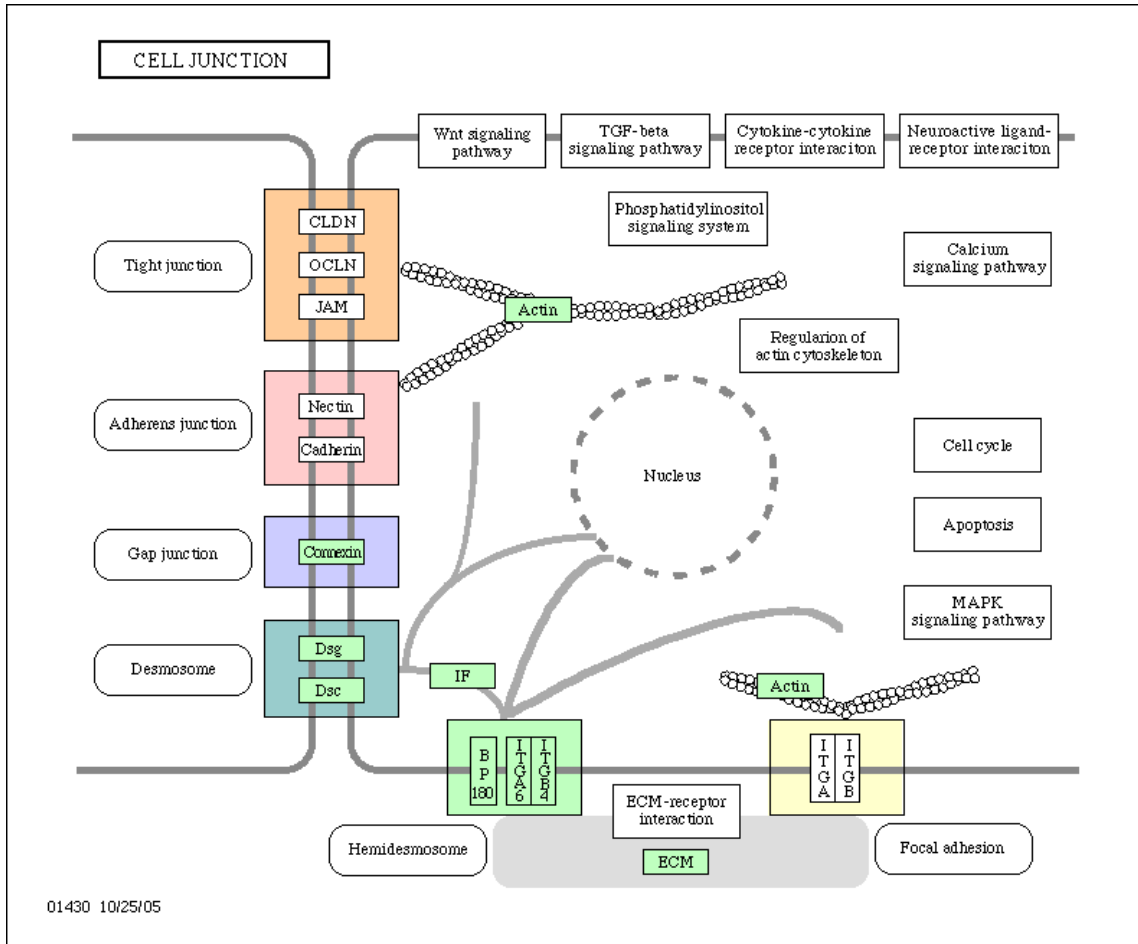 CELL JUNCTION
Wnt signaling
pathway
TGF-beta
signaling pathway
Cytokine-cytokine
receptor interaciton
Neuroactive ligand-
receptor interaciton
Phosphatidylinositol
signaling system
Calcium
signaling pathway
CLDN
Tight junction
OCLN
JAM
Actin
Regularion of
actin cytoskeleton
Nectin
Adherens junction
Cadherin
Cell cycle
Nucleus
Apoptosis
Gap junction
Connexin
MAPK
signaling pathway
Dsg
Desmosome
IF
Dsc
Actin
BP180
ITGA6
ITGB4
ITGA
ITGB
ECM-receptor
interaction
Hemidesmosome
Focal adhesion
ECM
01430 10/25/05